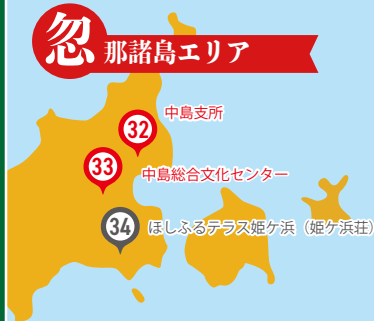 忽那諸島エリア
32
中島支所
33
中島総合文化センター
34
ほしふるテラス姫ケ浜（姫ケ浜荘）